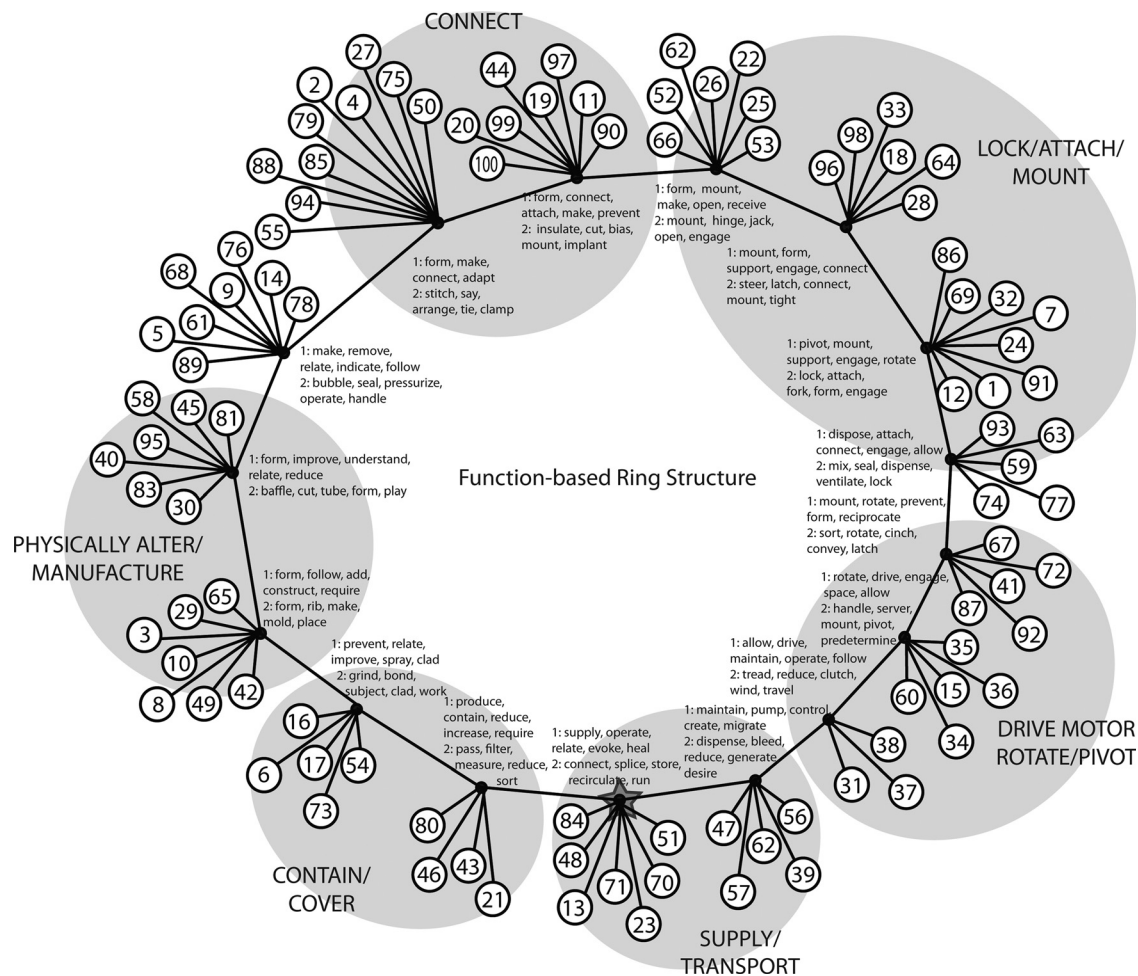 CONNECT
27
2
4
75
50
79
88
85
94
55
44
97
20
99
19
11
90
100
62
22
52
26
25
66
53
33
98
96
18
64
28
LOCK/ATTACH/
MOUNT
1: form, connect,
attach, make, prevent
2: insulate, cut, bias,
mount, implant
1: form, mount,
make, open, receive
2: mount, hinge, jack,
open, engage
1: form, make,
connect, adapt
2: stitch, say,
arrange, tie, clamp
1: mount, form,
support, engage, connect
2: steer, latch, connect,
mount, tight
76
68
9
14
78
5
61
89
86
69
32
7
24
91
12
1
1: make, remove,
relate, indicate, follow
2: bubble, seal, pressurize,
operate, handle
1: pivot, mount,
support, engage, rotate
2: lock, attach,
fork, form, engage
58
45
81
95
40
83
30
1: form, improve, understand,
relate, reduce
2: baffle, cut, tube, form, play
Function-based Ring Structure
1: dispose, attach,
connect, engage, allow
2: mix, seal, dispense,
ventilate, lock
93
63
59
74
77
1: mount, rotate, prevent,
form, reciprocate
2: sort, rotate, cinch,
convey, latch
PHYSICALLY ALTER/
MANUFACTURE
67
72
41
87
92
1: form, follow, add,
construct, require
2: form, rib, make,
mold, place
1: rotate, drive, engage,
space, allow
2: handle, server,
mount, pivot,
predetermine
65
29
3
10
8
49
42
35
36
60
15
34
1: prevent, relate,
improve, spray, clad
2: grind, bond,
subject, clad, work
1: allow, drive,
maintain, operate, follow
2: tread, reduce, clutch,
wind, travel
1: produce,
contain, reduce,
increase, require
2: pass, filter,
measure, reduce,
sort
1: supply, operate,
relate, evoke, heal
2: connect, splice, store,
recirculate, run
1: maintain, pump, control,
create, migrate
2: dispense, bleed,
reduce, generate
desire
DRIVE MOTOR
ROTATE/PIVOT
16
6
17
54
73
38
31
37
80
46
43
21
84
51
48
71
70
13
23
47
56
62
39
57
CONTAIN/
COVER
SUPPLY/
TRANSPORT